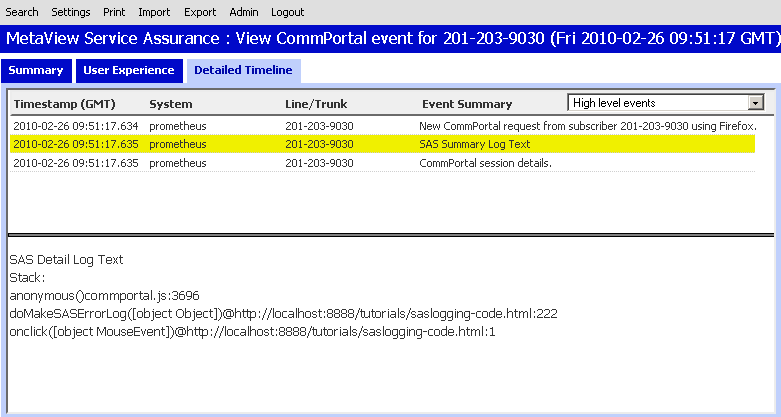 Search Settings Print Import Export Admin Logout
MetaView Service Assurance : View CommPortal event for 201-203-9030 (Fri 2010-02-26 09:51:17 GMT)
Summary User Experience Detailed Timeline
Timestamp (GMT) System Line/Trunk Event Summary High level events
2010-02-26 09:51:17.634 prometheus 201-203-9030 New CommPortal request from subscriber 201-203-9030 using Firefox.
2010-02-26 09:51:17.635 prometheus 201-203-9030 SAS Summary Log Text
2010-02-26 09:51:17.635 prometheus 201-203-9030 CommPortal session details.
SAS Detail Log Text
Stack:
anonymous()commportal.js:3696
doMakeSASErrorLog([object Object])@http://localhost:8888/tutorials/saslogging-code.html:222
onclick([object MouseEvent])@http://localhost:8888/tutorials/saslogging-code.html:1